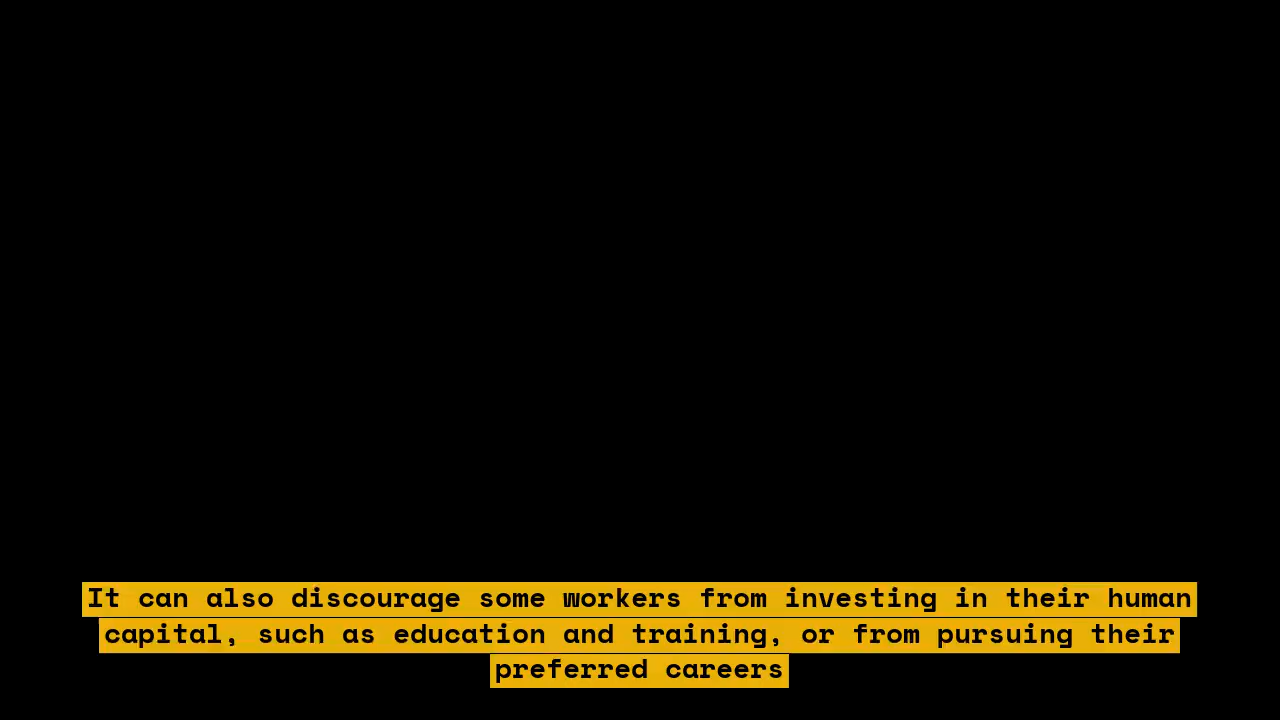 It can also discourage some workers from investing in their human
capital, such as education and training, or from pursuing their
preferred careers